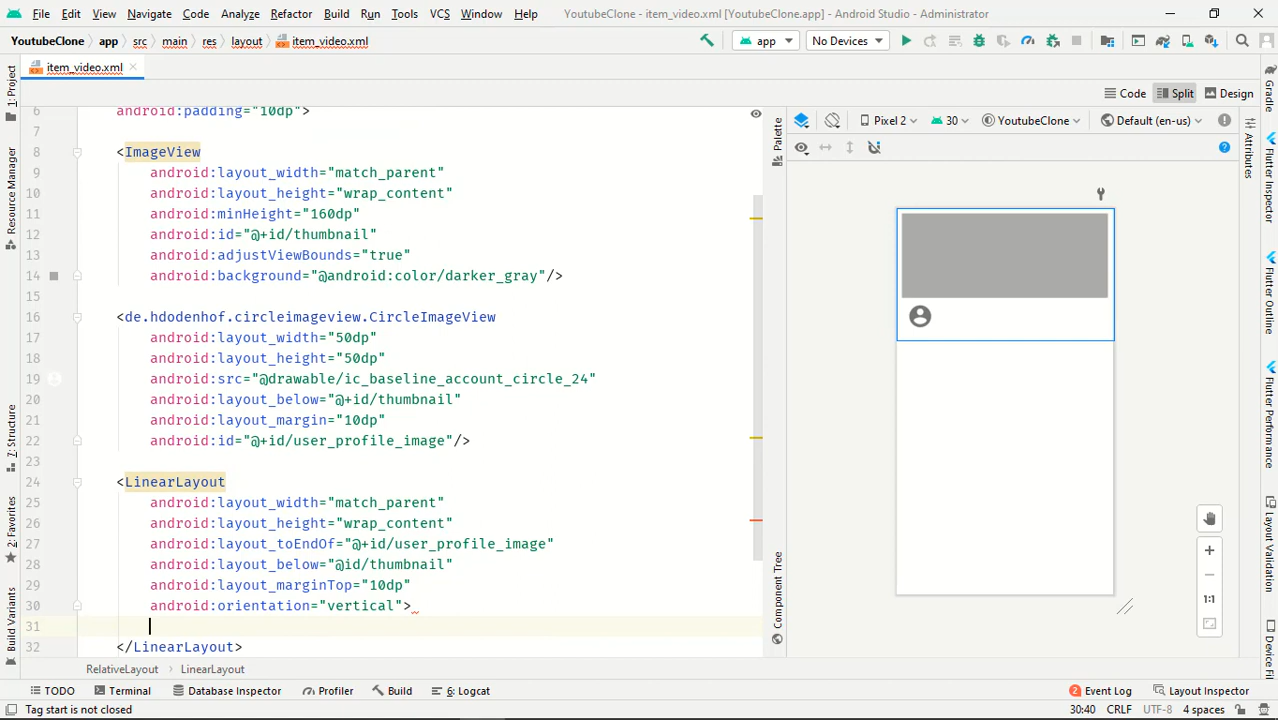 File Edit View Navigate Code Analyze Refactor Build Run Tools VCS Window Help YoutubeClone - item_video.xml [YoutubeClone.app] - Android Studio - Administrator
YoutubeClone app src main res layout item_video.xml app No Devices
item_video.xml
Code Split Design
Pixel 2 30 YoutubeClone Default (en-us)
1: Project
Resource Manager
Z: Structure
2: Favorites
Build Variants
6 android:padding="10dp">
7
8 <ImageView
9 android:layout_width="match_parent"
10 android:layout_height="wrap_content"
11 android:minHeight="160dp"
12 android:id="@+id/thumbnail"
13 android:adjustViewBounds="true"
14 android:background="@android:color/darker_gray"/>
15
16 <de.hdodenhof.circleimageview.CircleImageView
17 android:layout_width="50dp"
18 android:layout_height="50dp"
19 android:src="@drawable/ic_baseline_account_circle_24"
20 android:layout_below="@+id/thumbnail"
21 android:layout_margin="10dp"
22 android:id="@+id/user_profile_image"/>
23
24 <LinearLayout
25 android:layout_width="match_parent"
26 android:layout_height="wrap_content"
27 android:layout_toEndOf="@+id/user_profile_image"
28 android:layout_below="@id/thumbnail"
29 android:layout_marginTop="10dp"
30 android:orientation="vertical">
31
32 </LinearLayout>
Palette
Component Tree
1:1
Attributes
Gradle
Flutter Inspector
Flutter Outline
Flutter Performance
Layout Validation
Device Fi
RelativeLayout LinearLayout
TODO Terminal Database Inspector Profiler Build 6: Logcat 2 Event Log Layout Inspector
Tag start is not closed 30:40 CRLF UTF-8 4 spaces